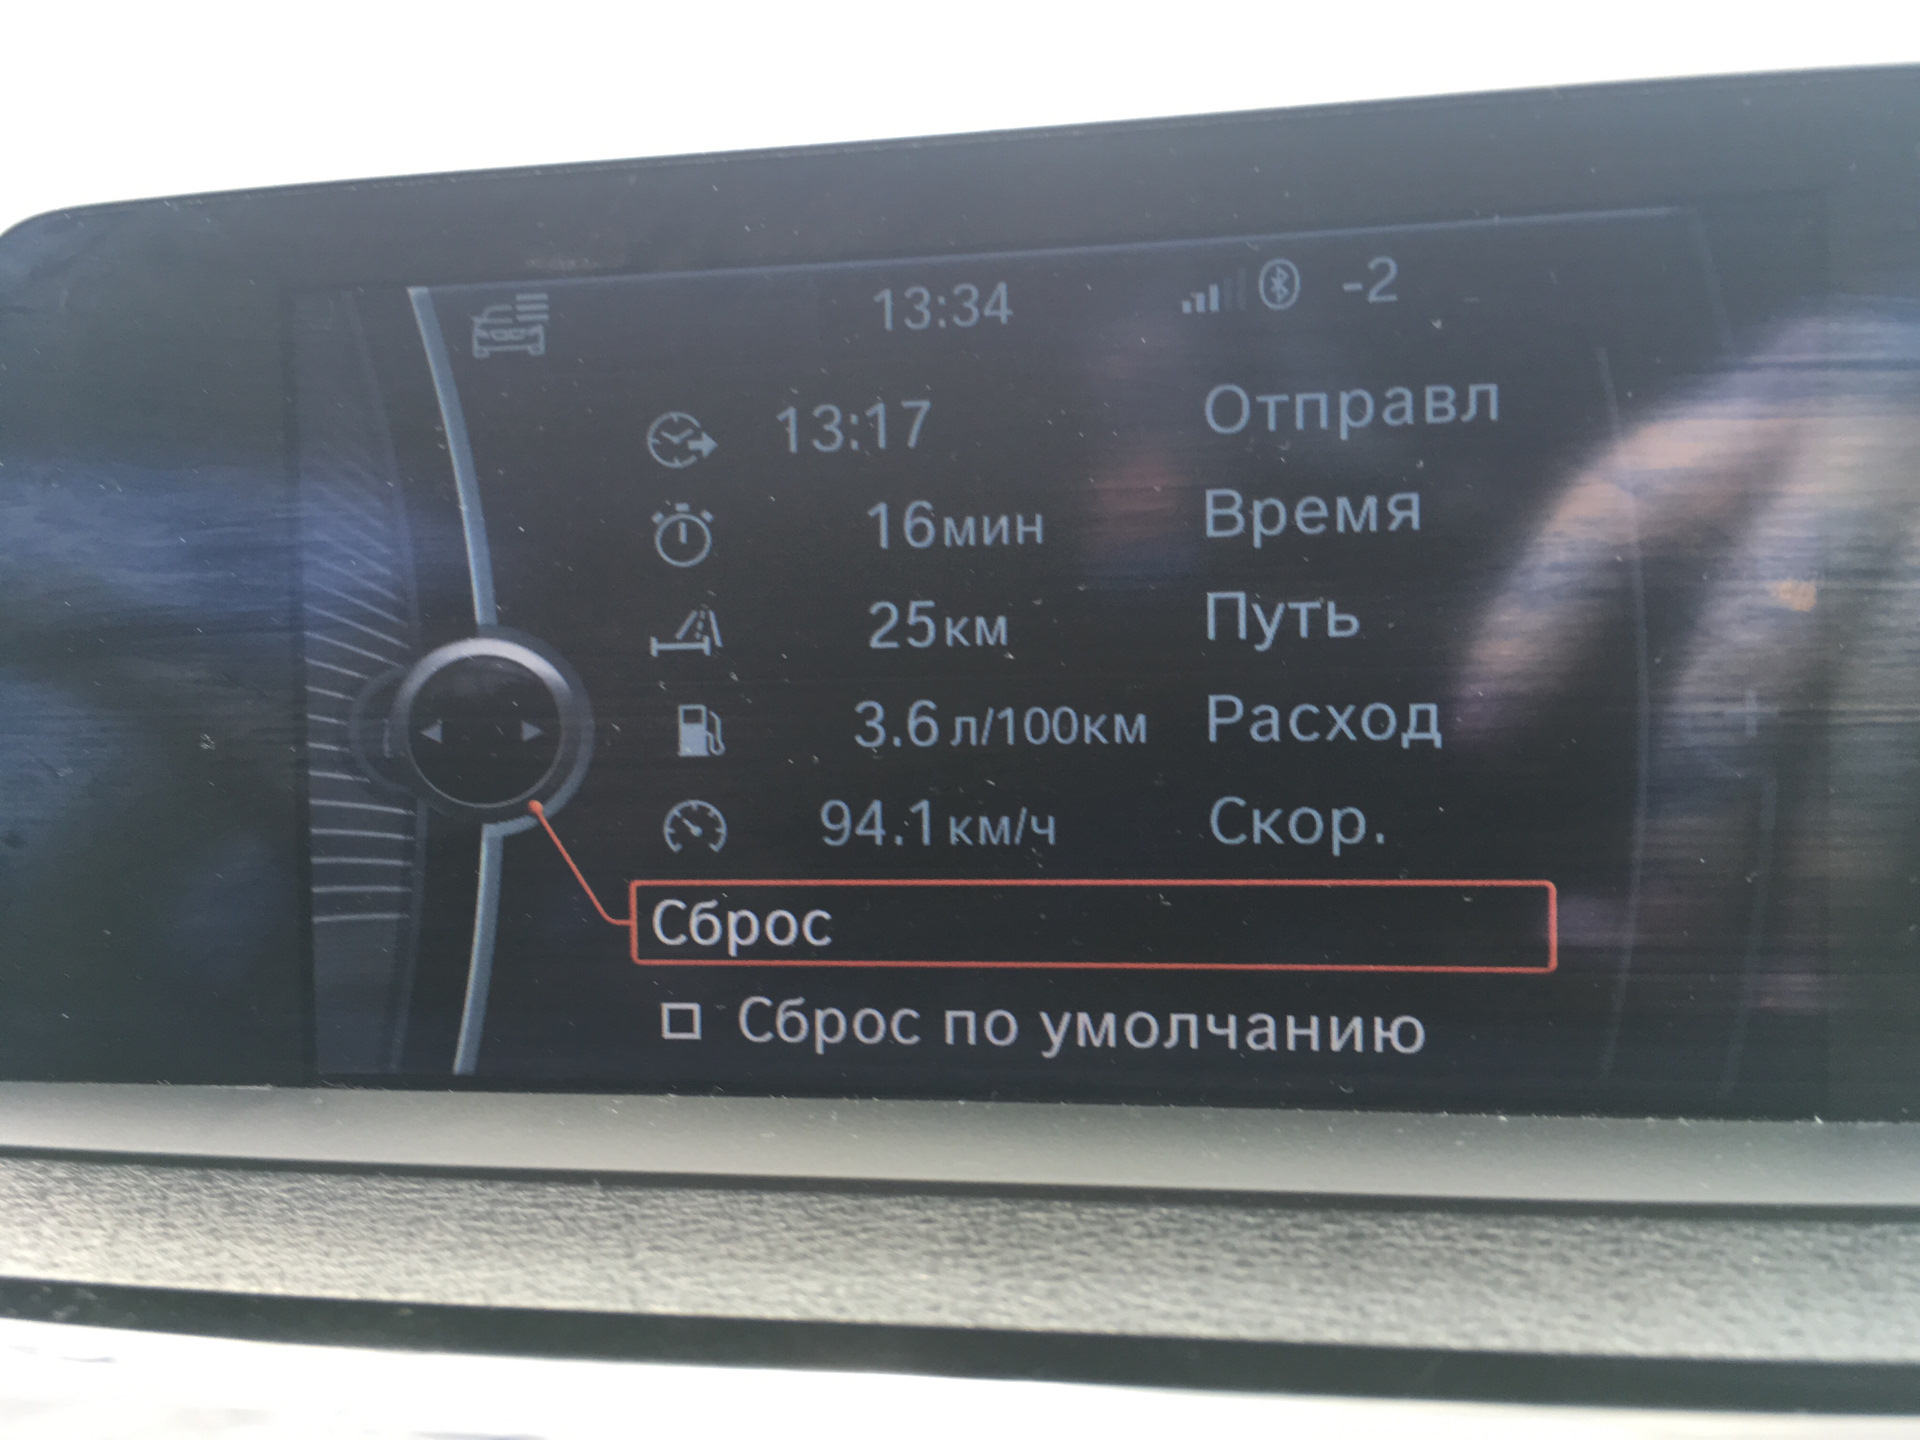 13:34 -2
13:17 Отправл
16мин Время
25км Путь
3.6л/100км Расход
94.1км/ч Скор.
Сброс
Сброс по умолчанию